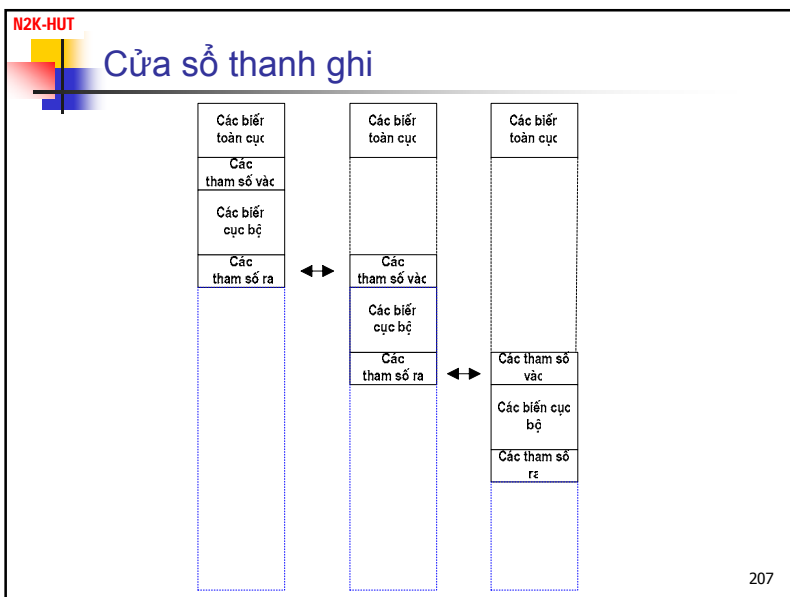 N2K-HUT
Cửa sổ thanh ghi
Các biến
toàn cục
Các
tham số vào
Các biến
cục bộ
Các
tham số ra
Các biến
toàn cục
Các
tham số vào
Các biến
cục bộ
Các
tham số ra
Các biến
toàn cục
Các tham số
vào
Các biến cục
bộ
Các tham số
ra
207